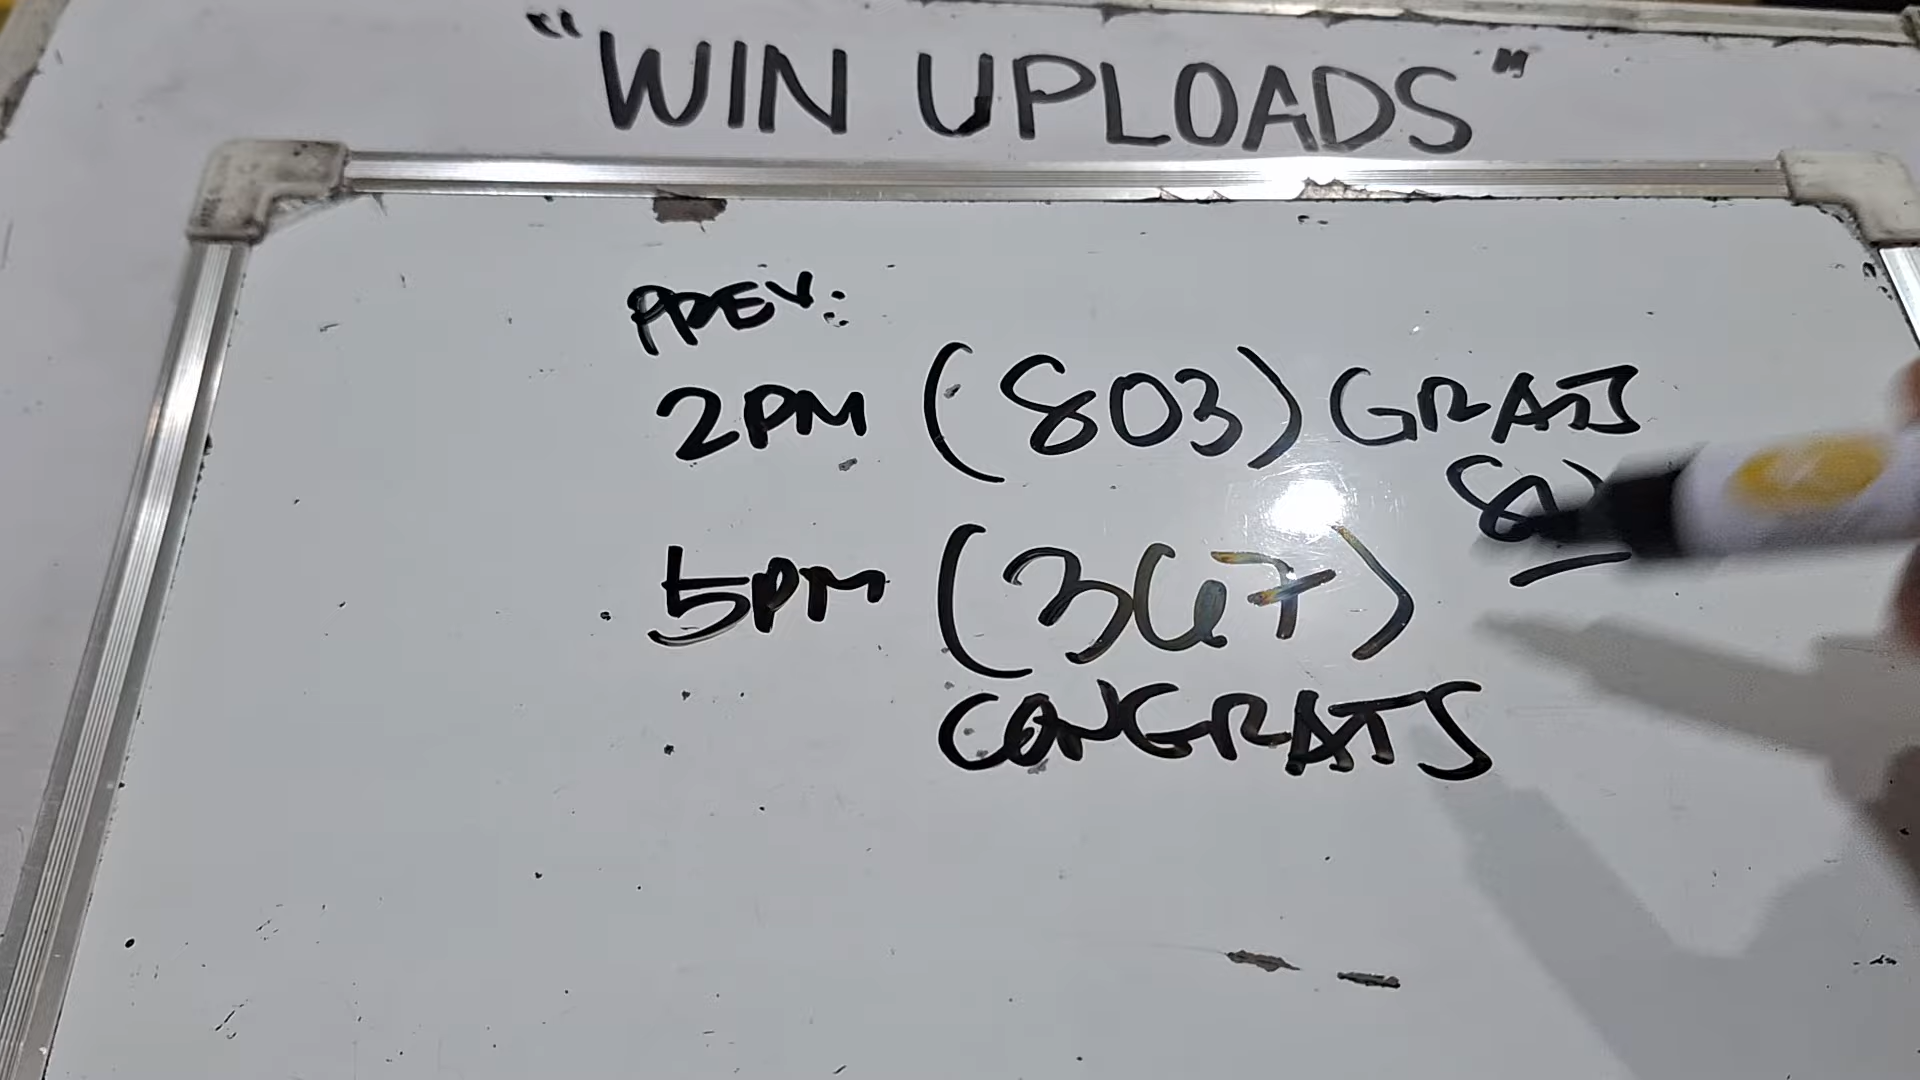 "WIN UPLOADS"
PREV:
2PM (803) GRATS
5PM (367)
CONGRATS